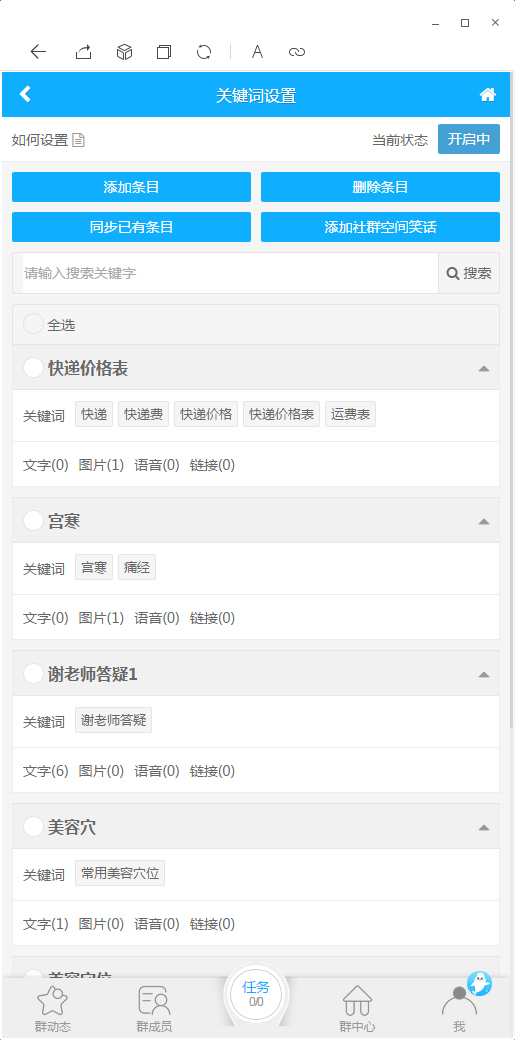 A
关键词设置
如何设置 当前状态 开启中
添加条目 删除条目
同步已有条目 添加社群空间笑话
请输入搜索关键字 搜索
全选
快递价格表
关键词 快递 快递费 快递价格 快递价格表 运费表
文字(0) 图片(1) 语音(0) 链接(0)
宫寒
关键词 宫寒 痛经
文字(0) 图片(1) 语音(0) 链接(0)
谢老师答疑1
关键词 谢老师答疑
文字(6) 图片(0) 语音(0) 链接(0)
美容穴
关键词 常用美容穴位
文字(1) 图片(0) 语音(0) 链接(0)
美容穴位
任务
0/0
群动态 群成员 群中心 我